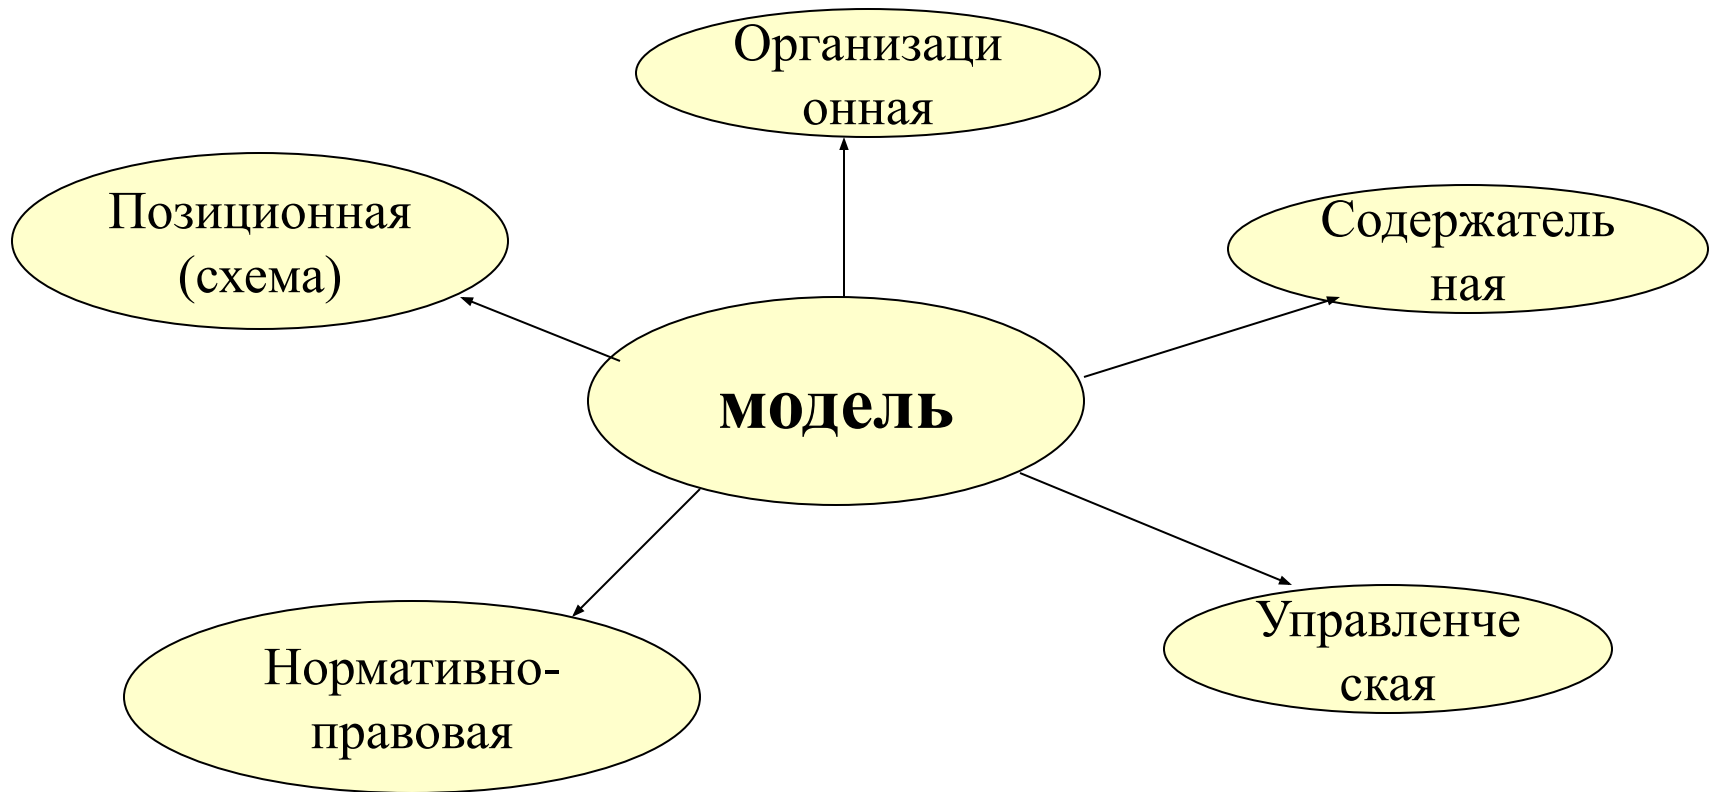 Организаци
онная
Позиционная
(схема)
Содержатель
ная
модель
Управленче
ская
Нормативно-
правовая